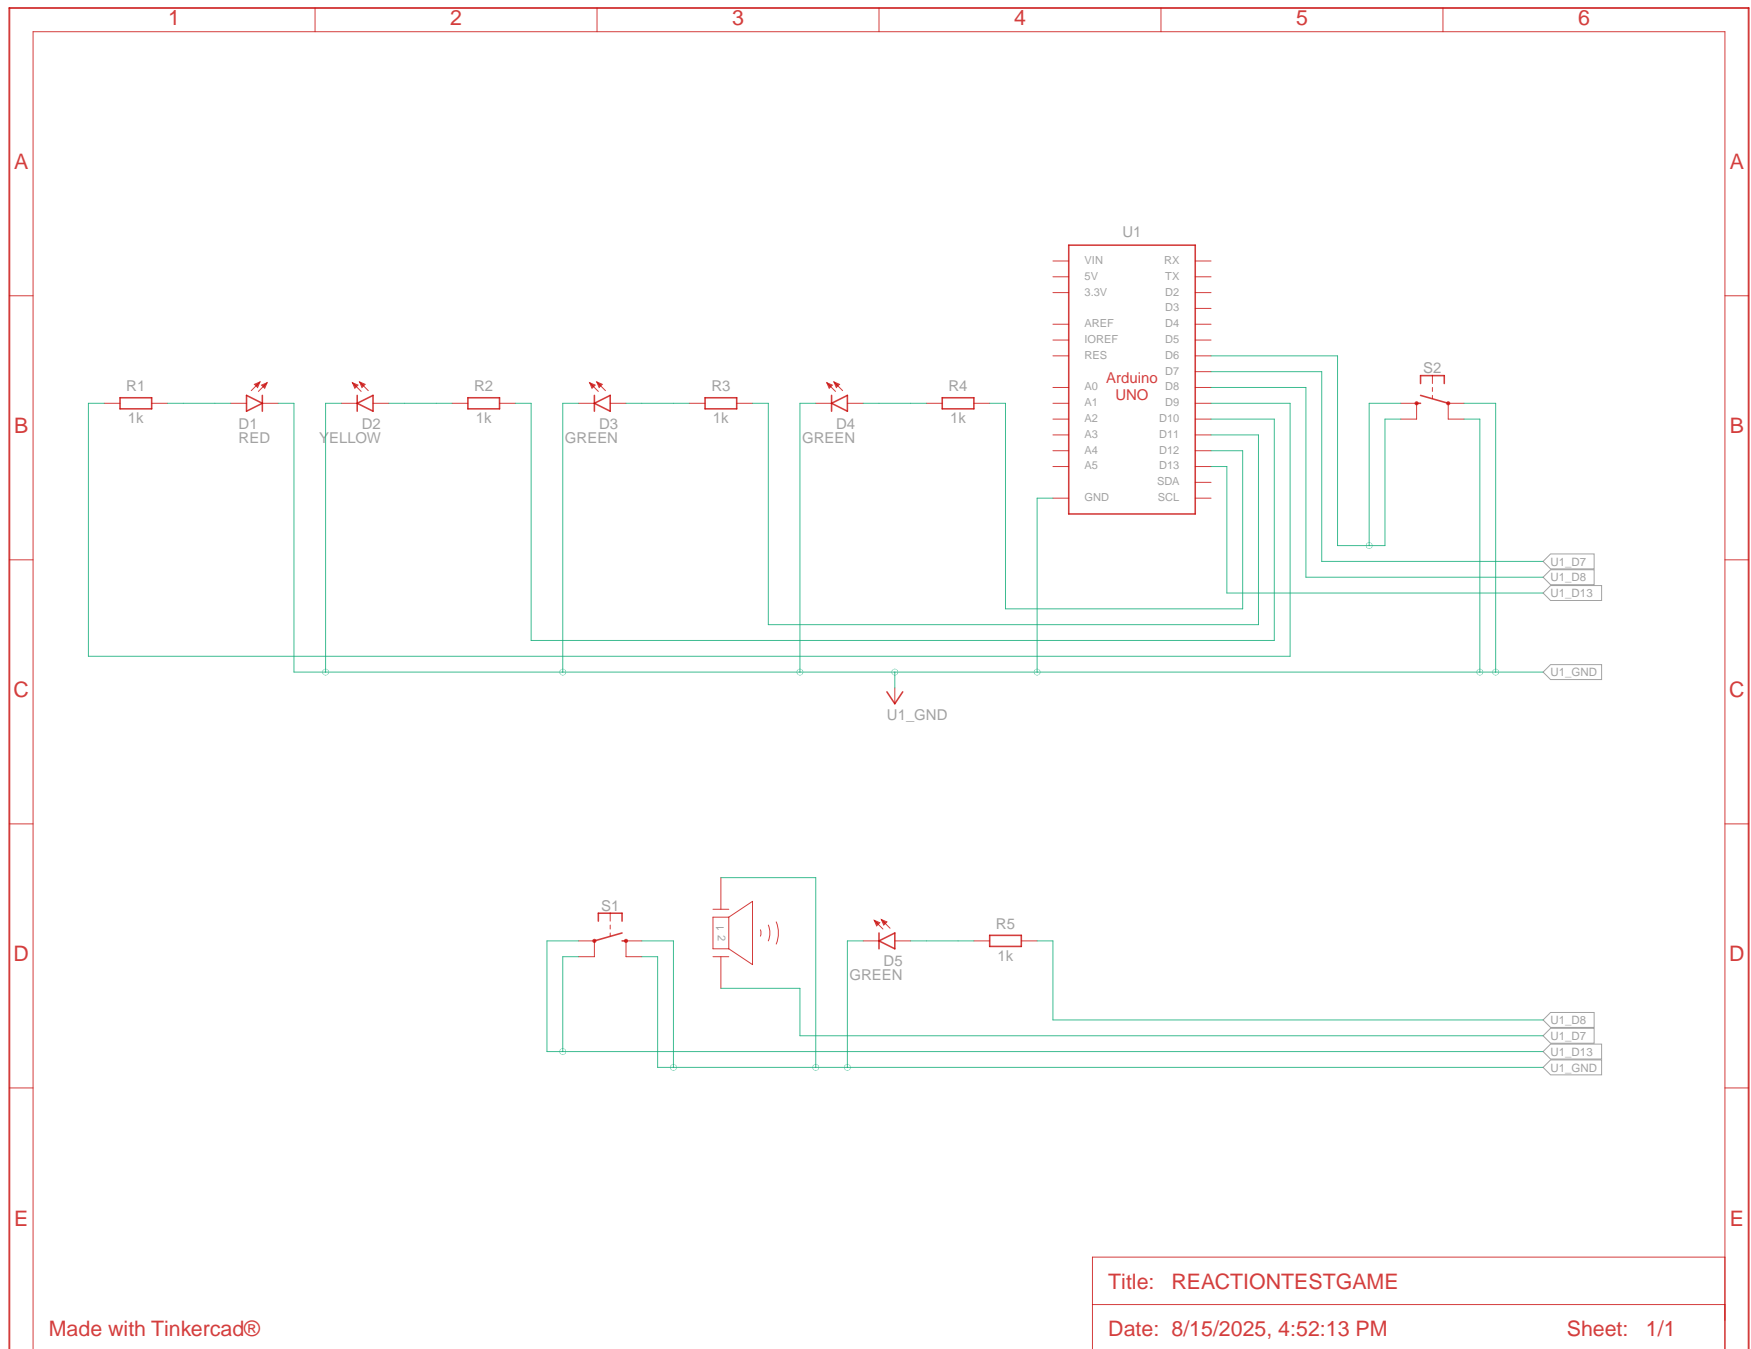 1 2 3 4 5 6
A A
U1
VIN RX
5V TX
3.3V D2
D3
AREF D4
IOREF D5
RES D6
D7
Arduino
UNO
A0 D8
A1 D9
A2 D10
A3 D11
A4 D12
A5 D13
SDA
GND SCL
S2
R1 R2 R3 R4
1k 1k 1k 1k
D1 D2 D3 D4
RED YELLOW GREEN GREEN
B B
U1_D7
U1_D8
U1_D13
U1_GND
C C
U1_GND
S1
1 2
R5
1k
D5
GREEN
D D
U1_D8
U1_D7
U1_D13
U1_GND
E E
Title: REACTIONTESTGAME
Made with Tinkercad®
Date: 8/15/2025, 4:52:13 PM Sheet: 1/1